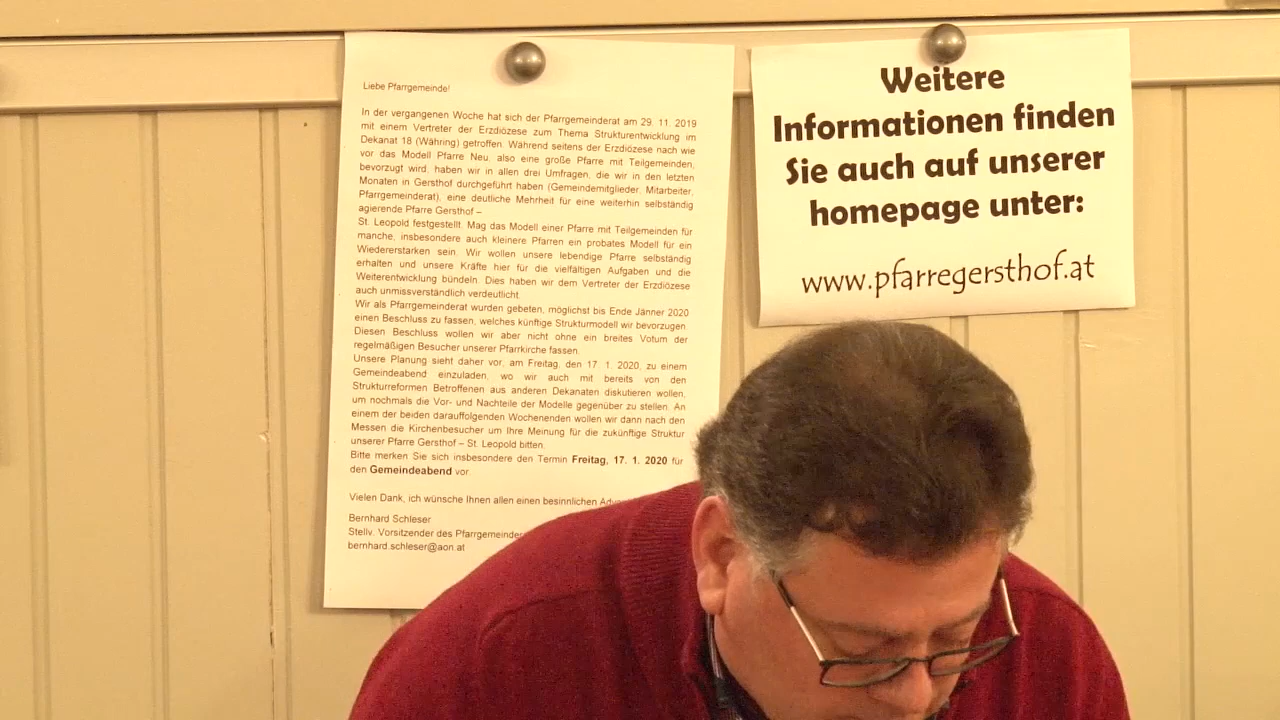 Liebe Pfarrgemeinde!
In der vergangenen Woche hat sich der Pfarrgemeinderat am 29. 11. 2019
mit einem Vertreter der Erzdiözese zum Thema Strukturentwicklung im
Dekanat 18 (Währing) getroffen. Während seitens der Erzdiözese nach wie
vor das Modell Pfarre Neu, also eine große Pfarre mit Teilgemeinden,
bevorzugt wird, haben wir in allen drei Umfragen, die wir in den letzten
Monaten in Gersthof durchgeführt haben (Gemeindemitglieder, Mitarbeiter,
Pfarrgemeinderat), eine deutliche Mehrheit für eine weiterhin selbständig
agierende Pfarre Gersthof –
St. Leopold festgestellt. Mag das Modell einer Pfarre mit Teilgemeinden für
manche, insbesondere auch kleinere Pfarren ein probates Modell für ein
Wiedererstarken sein. Wir wollen unsere lebendige Pfarre selbständig
erhalten und unsere Kräfte hier für die vielfältigen Aufgaben und die
Weiterentwicklung bündeln. Dies haben wir dem Vertreter der Erzdiözese
auch unmissverständlich verdeutlicht.
Wir als Pfarrgemeinderat wurden gebeten, möglichst bis Ende Jänner 2020
einen Beschluss zu fassen, welches künftige Strukturmodell wir bevorzugen.
Diesen Beschluss wollen wir aber nicht ohne ein breites Votum der
regelmäßigen Besucher unserer Pfarrkirche fassen.
Unsere Planung sieht daher vor, am Freitag, den 17. 1. 2020, zu einem
Gemeindeabend einzuladen, wo wir auch mit bereits von den
Strukturreformen Betroffenen aus anderen Dekanaten diskutieren wollen,
um nochmals die Vor- und Nachteile der Modelle gegenüber zu stellen. An
einem der beiden darauffolgenden Wochenenden wollen wir dann nach den
Messen die Kirchenbesucher um Ihre Meinung für die zukünftige Struktur
unserer Pfarre Gersthof – St. Leopold bitten.
Bitte merken Sie sich insbesondere den Termin Freitag, 17. 1. 2020 für
den Gemeindeabend vor.
Vielen Dank, ich wünsche Ihnen allen einen besinnlichen
Bernhard Schleser
Stellv. Vorsitzender des
bernhard.schleser@aon.at
Weitere
Informationen finden
Sie auch auf unserer
homepage unter:
www.pfarregersthof.at